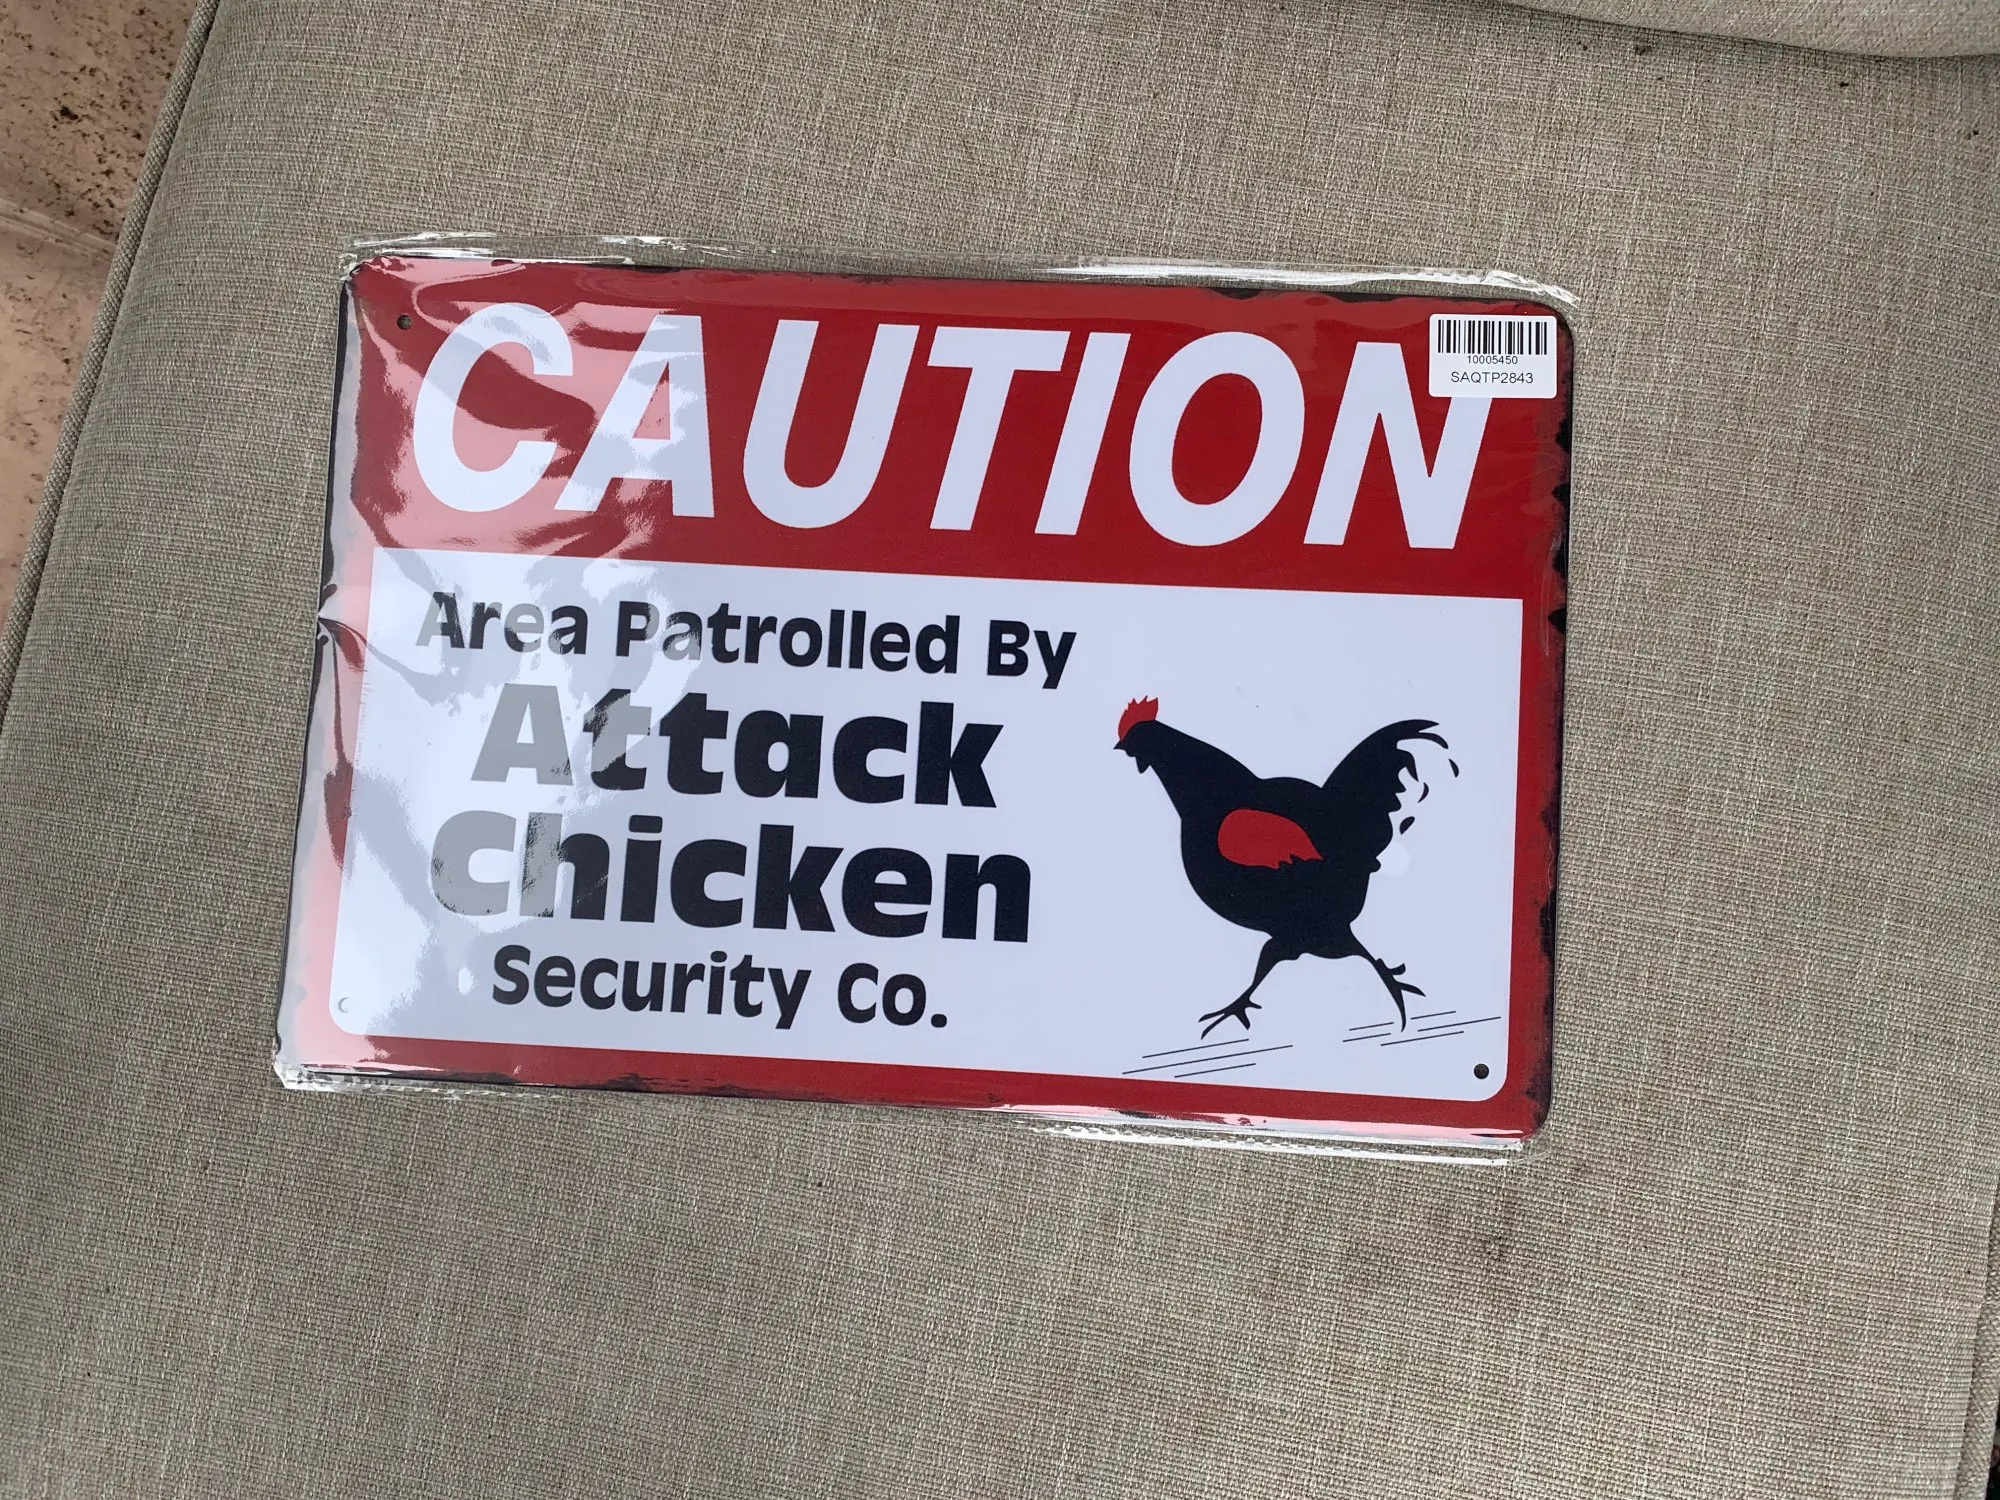 CAUTION
10005450
SAQTP2843
Area Patrolled By
Attack
Chicken
Security Co.